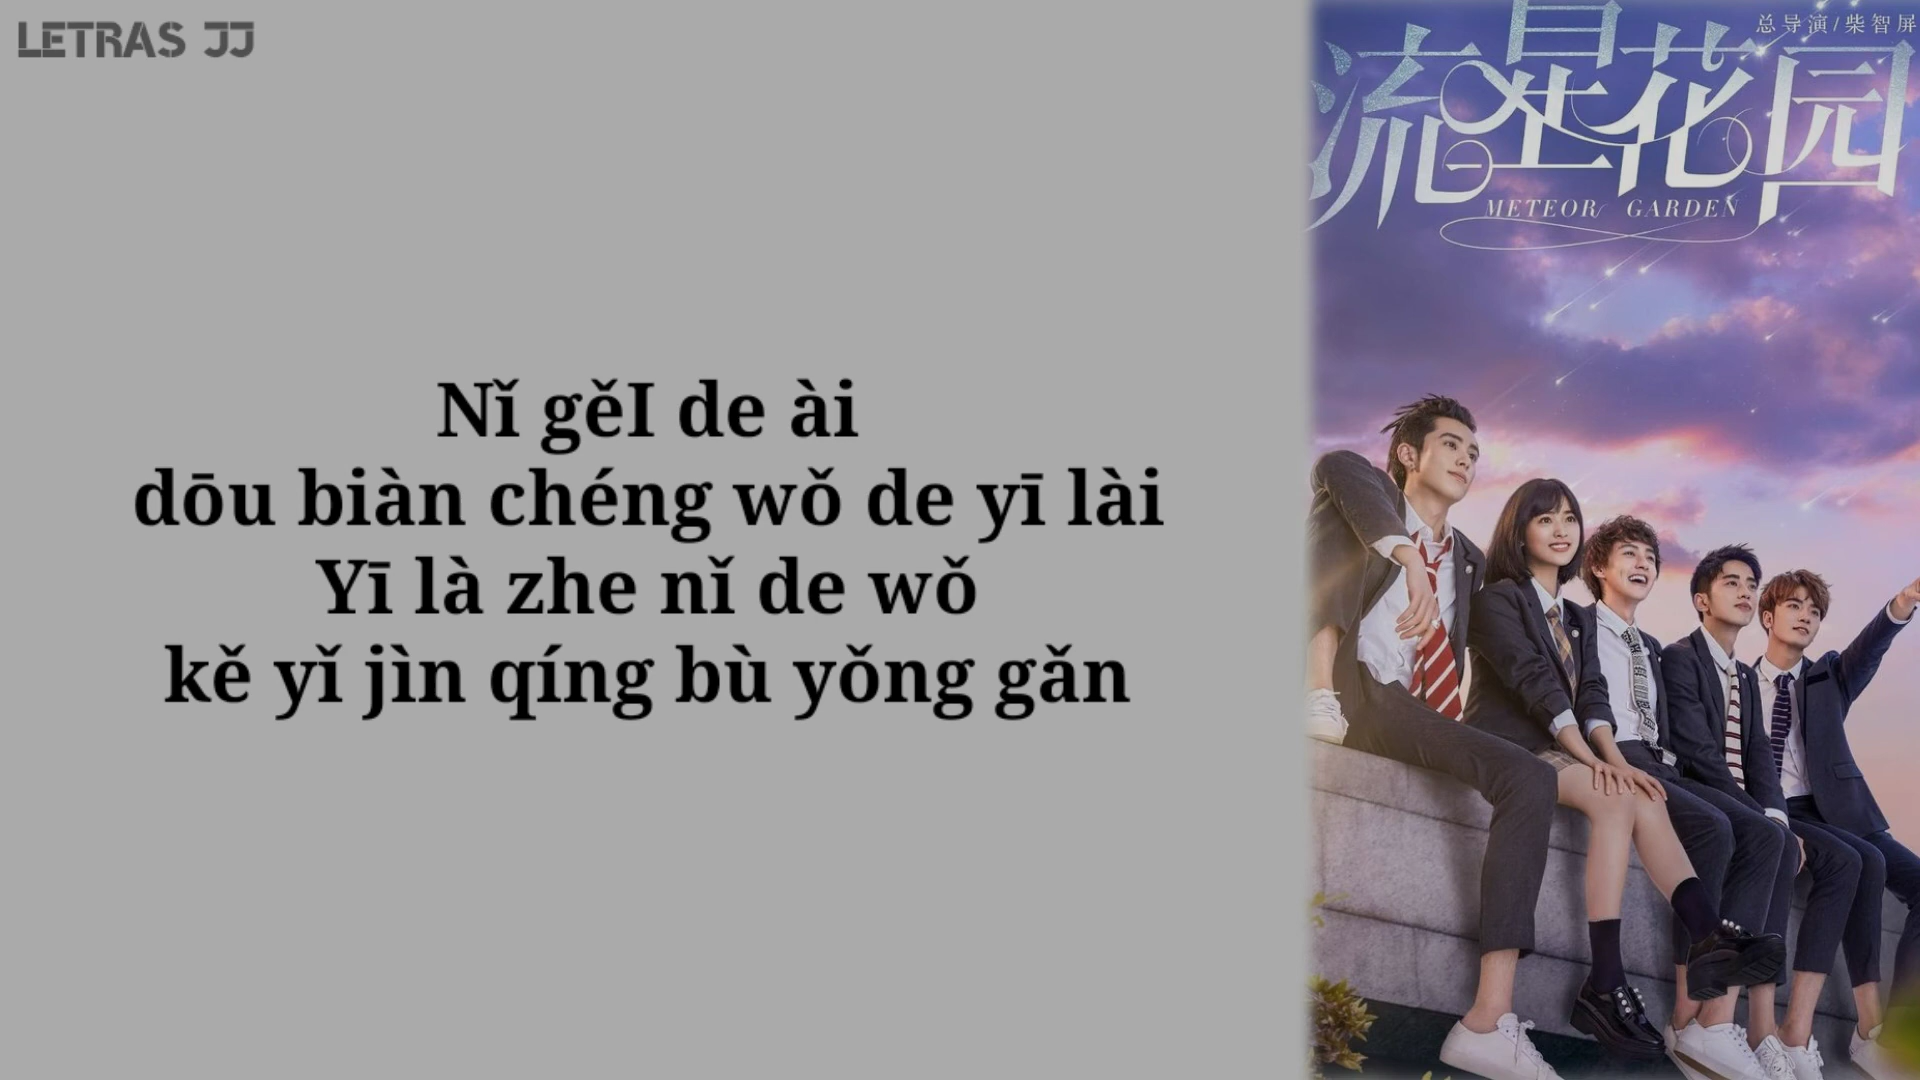 LETRAS JJ
总导演/柴智屏
流星花园
METEOR GARDEN
Nǐ gěI de ài
dōu biàn chéng wǒ de yī lài
Yī là zhe nǐ de wǒ
kě yǐ jìn qíng bù yǒng gǎn